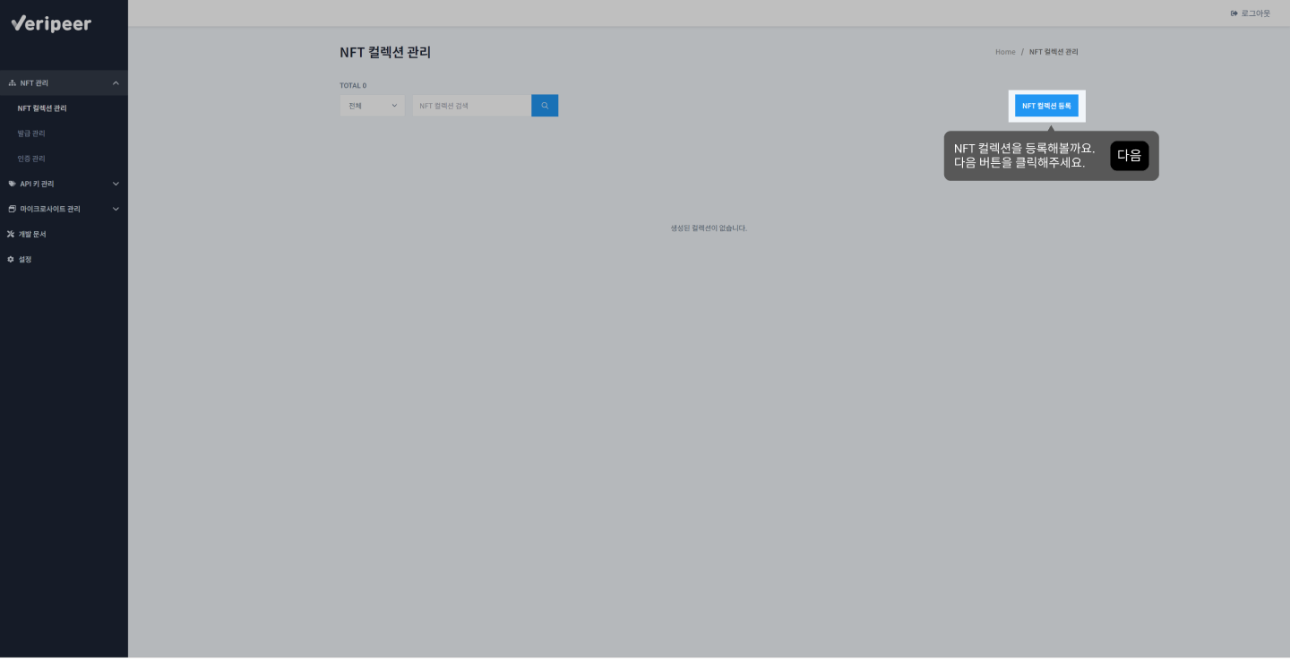 Veripeer
로그아웃
NFT 컬렉션 관리
Home / NFT 컬렉션 관리
NFT 관리
NFT 컬렉션 관리
발급 관리
인증 관리
API 키 관리
마이크로사이트 관리
개발 문서
설정
TOTAL 0
전체
NFT 컬렉션 검색
NFT 컬렉션 등록
NFT 컬렉션을 등록해볼까요.
다음 버튼을 클릭해주세요.
다음
생성된 컬렉션이 없습니다.